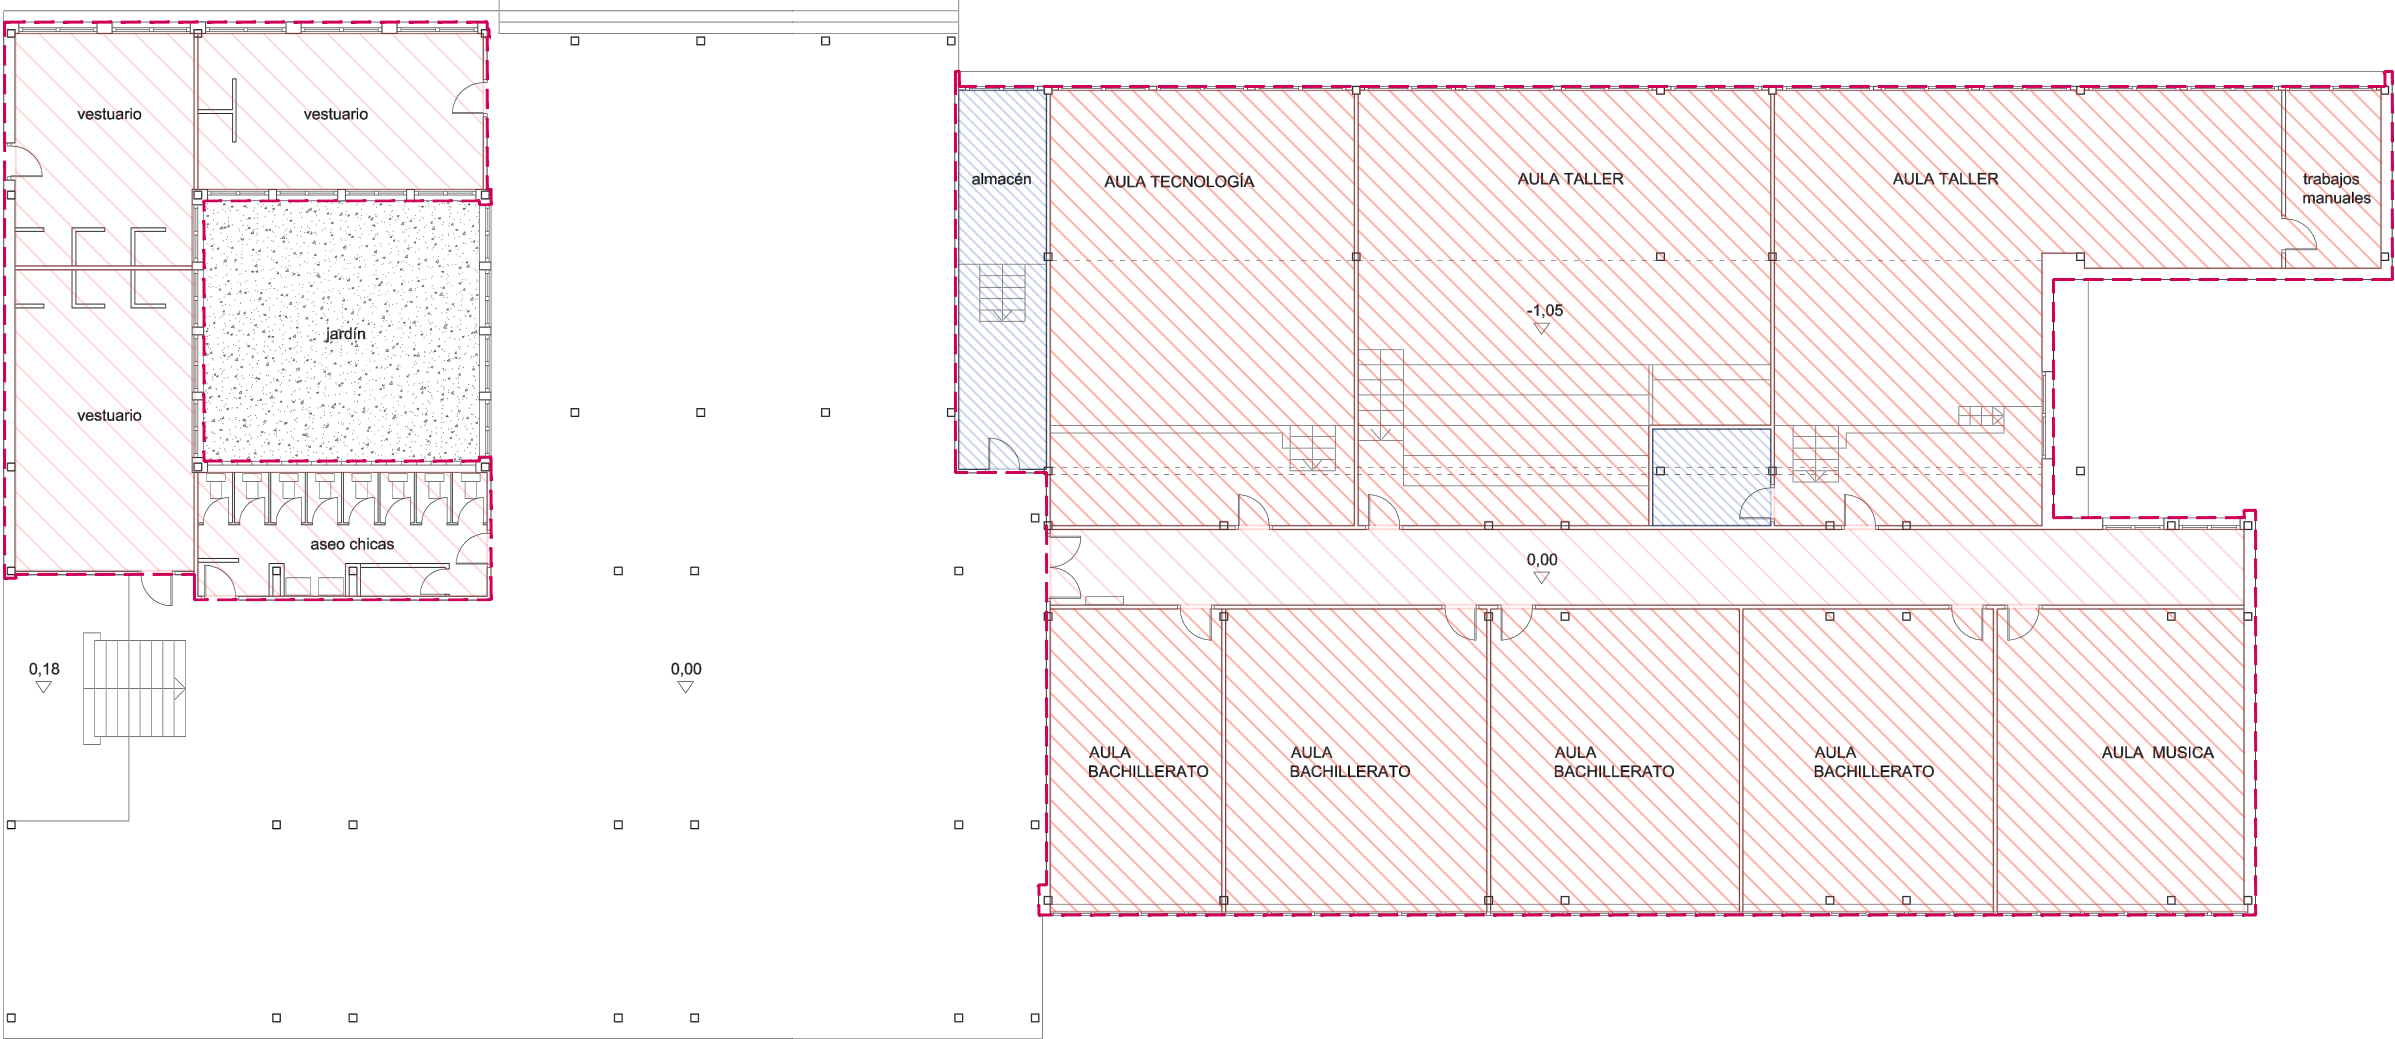 vestuario
vestuario
almacén
AULA TECNOLOGÍA
AULA TALLER
AULA TALLER
trabajos
manuales
-1,05
jardín
vestuario
aseo chicas
0,00
0,18
0,00
AULA
BACHILLERATO
AULA
BACHILLERATO
AULA
BACHILLERATO
AULA
BACHILLERATO
AULA MUSICA